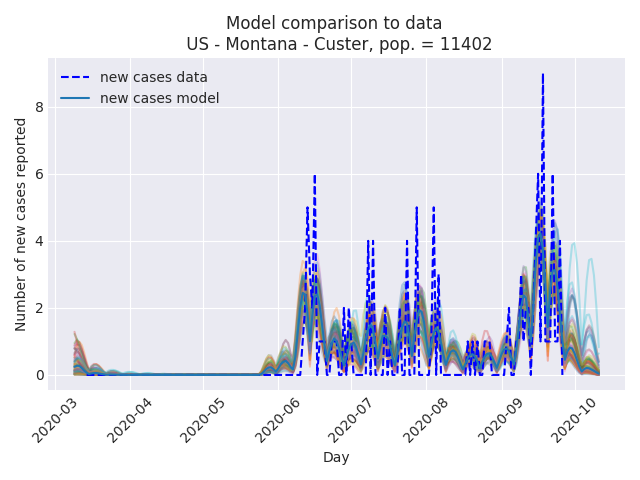 Model comparison to data
US - Montana - Custer, pop. = 11402
new cases data
new cases model
Number of new cases reported
8
6
4
2
0
2020-03
2020-04
2020-05
2020-06
2020-07
2020-08
2020-09
2020-10
Day